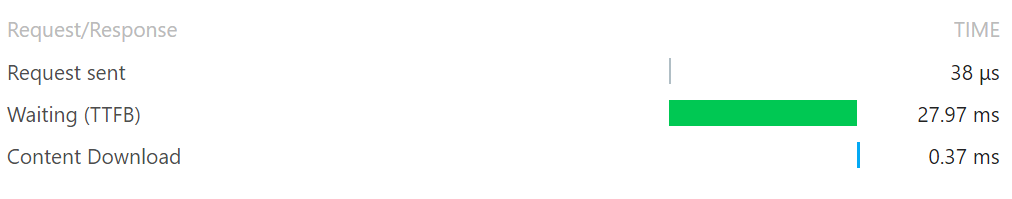 Request/Response TIME
Request sent 38 μs
Waiting (TTFB) 27.97 ms
Content Download 0.37 ms